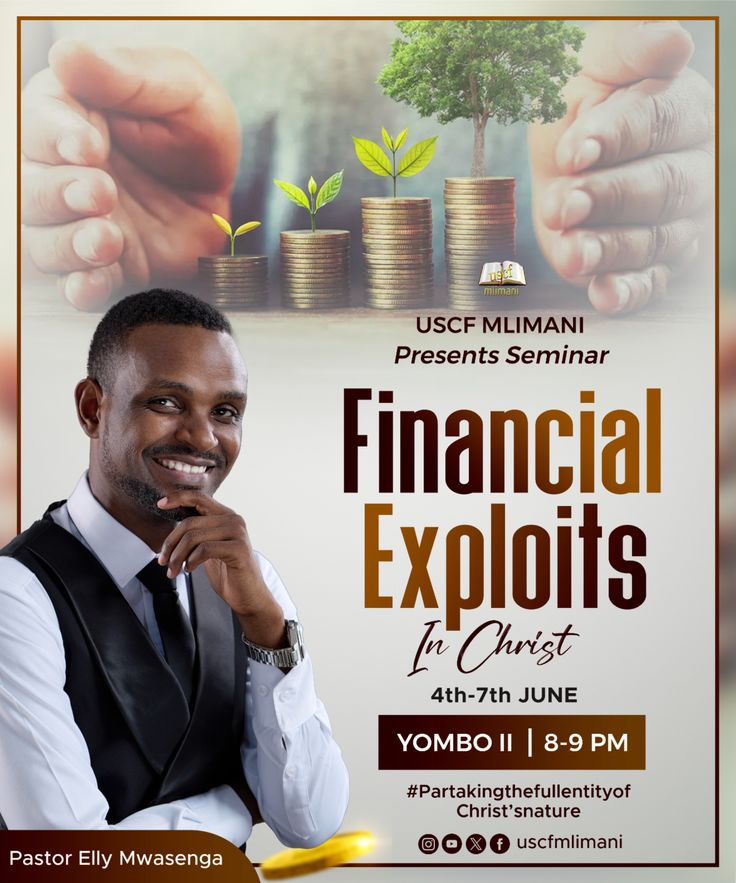 uscf
mlimani
USCF MLIMANI
Presents Seminar
Financial
Exploits
In Christ
4th-7th JUNE
YOMBO II | 8-9 PM
#Partakingthefullentityof
Christ'snature
uscfmlimani
Pastor Elly Mwasenga